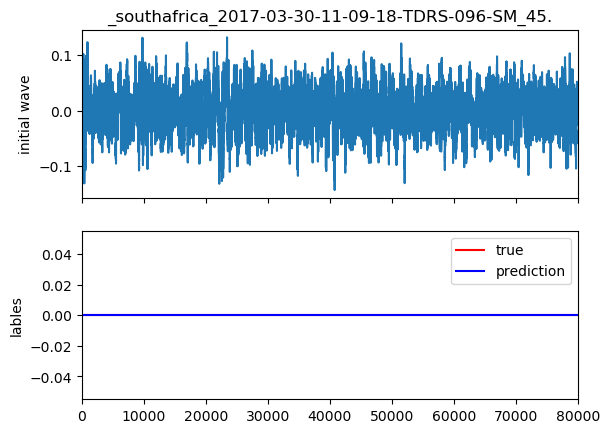 _southafrica_2017-03-30-11-09-18-TDRS-096-SM_45.
initial wave
0.1
0.0
−0.1
lables
0.04
0.02
0.00
−0.02
−0.04
true
prediction
0 10000 20000 30000 40000 50000 60000 70000 80000